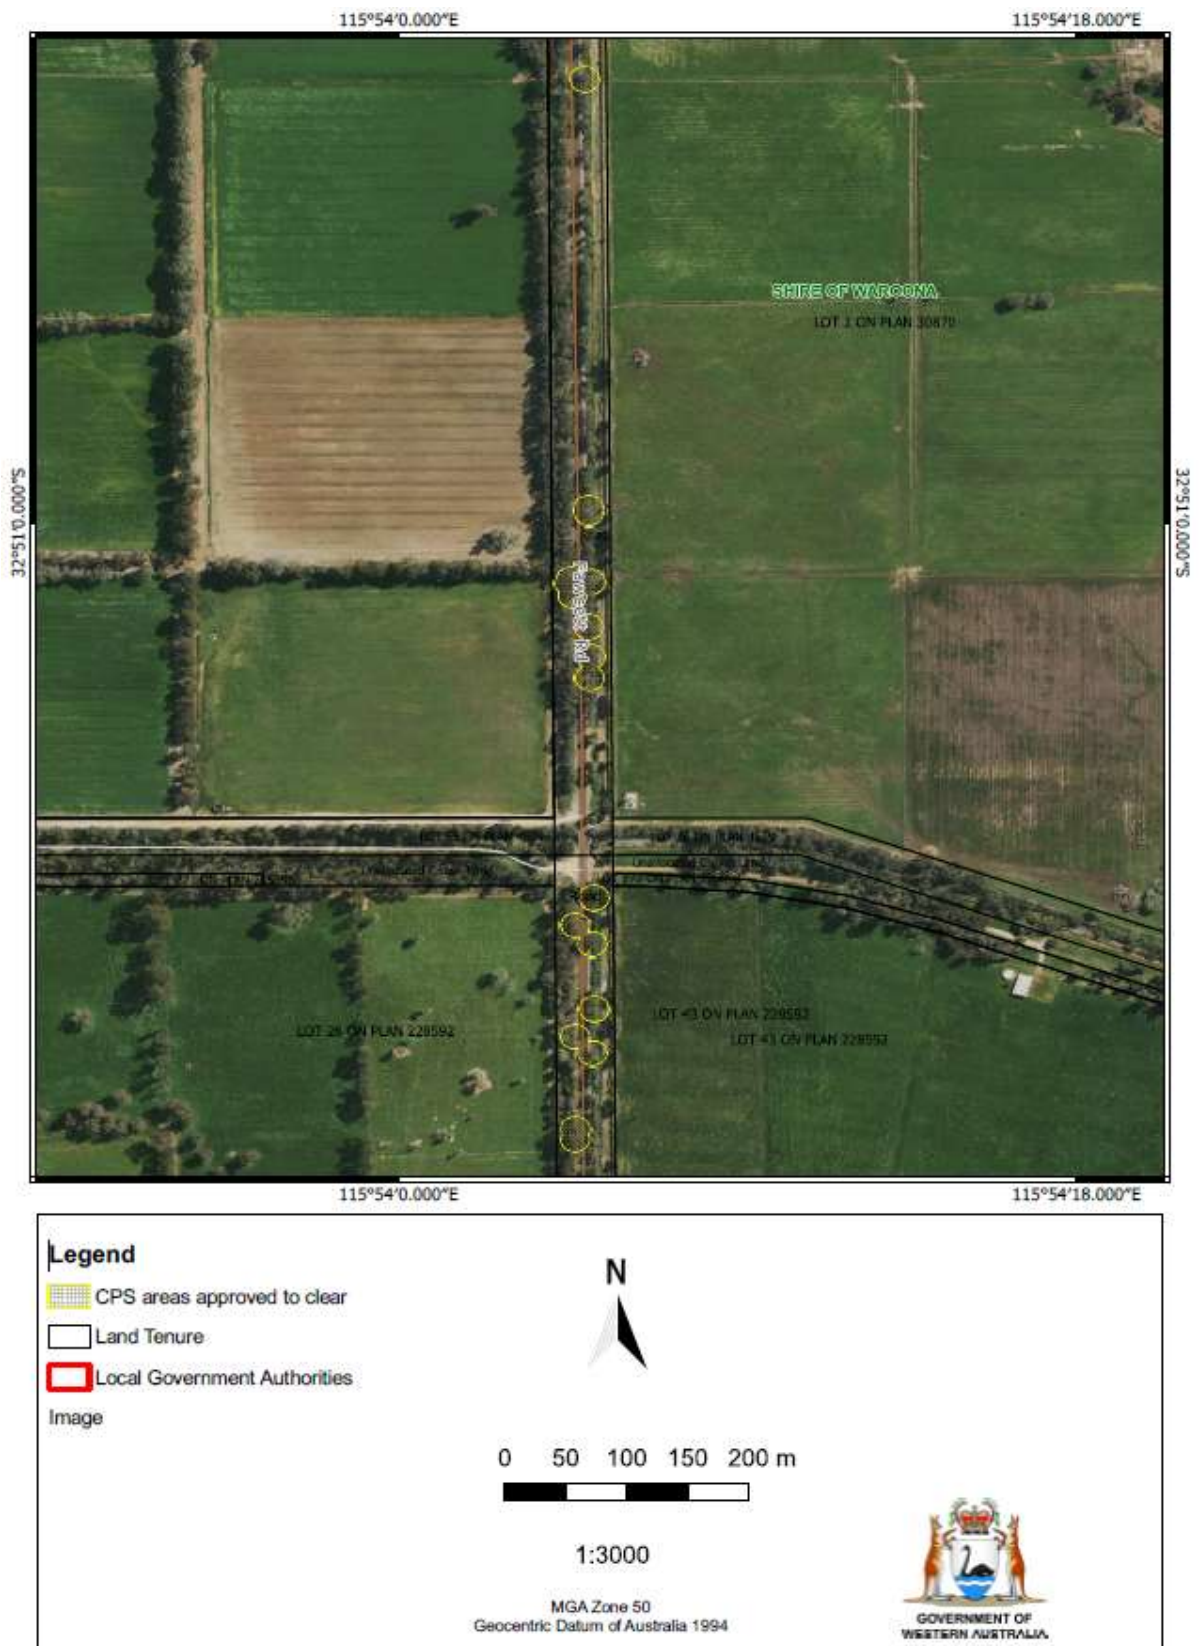 115°54'0.000"E
115°54'18.000"E
32°51'0.000"S
32°51'0.000"S
SHIRE OF WAROONA
LOT 1 ON PLAN 30870
Rd
LOT 26 ON PLAN 228592
LOT 43 ON PLAN 228592
LOT 43 ON PLAN 228592
115°54'0.000"E
115°54'18.000"E
Legend
CPS areas approved to clear
Land Tenure
Local Government Authorities
Image
N
0 50 100 150 200 m
1:3000
MGA Zone 50
Geocentric Datum of Australia 1994
GOVERNMENT OF
WESTERN AUSTRALIA